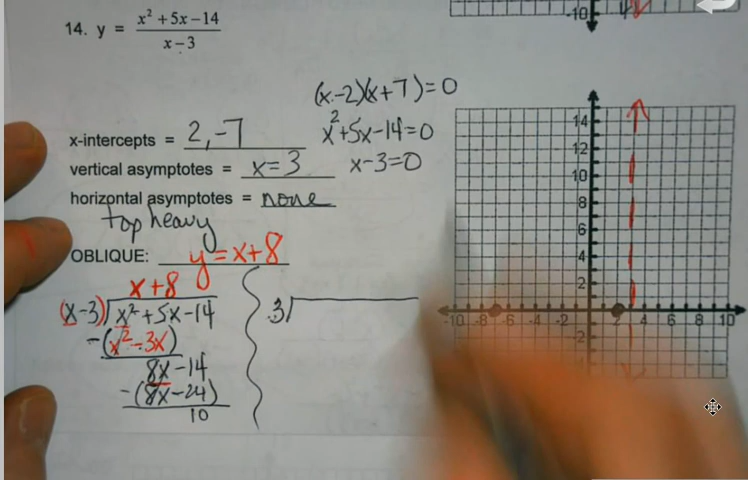 14. y = x² + 5x – 14
x – 3
(x-2)(x+7)=0
x-intercepts = 2,-7
x²+5x-14=0
vertical asymptotes = x=3
x-3=0
horizontal asymptotes = none
top heavy
OBLIQUE: y=x+8
x+8
(x-3) x²+5x-14
-(x²-3x)
8x-14
-(8x-24)
10
3
-10
14
12
10
8
6
4
2
-10 -8 -6 -4 -2 2 4 6 8 10
-2